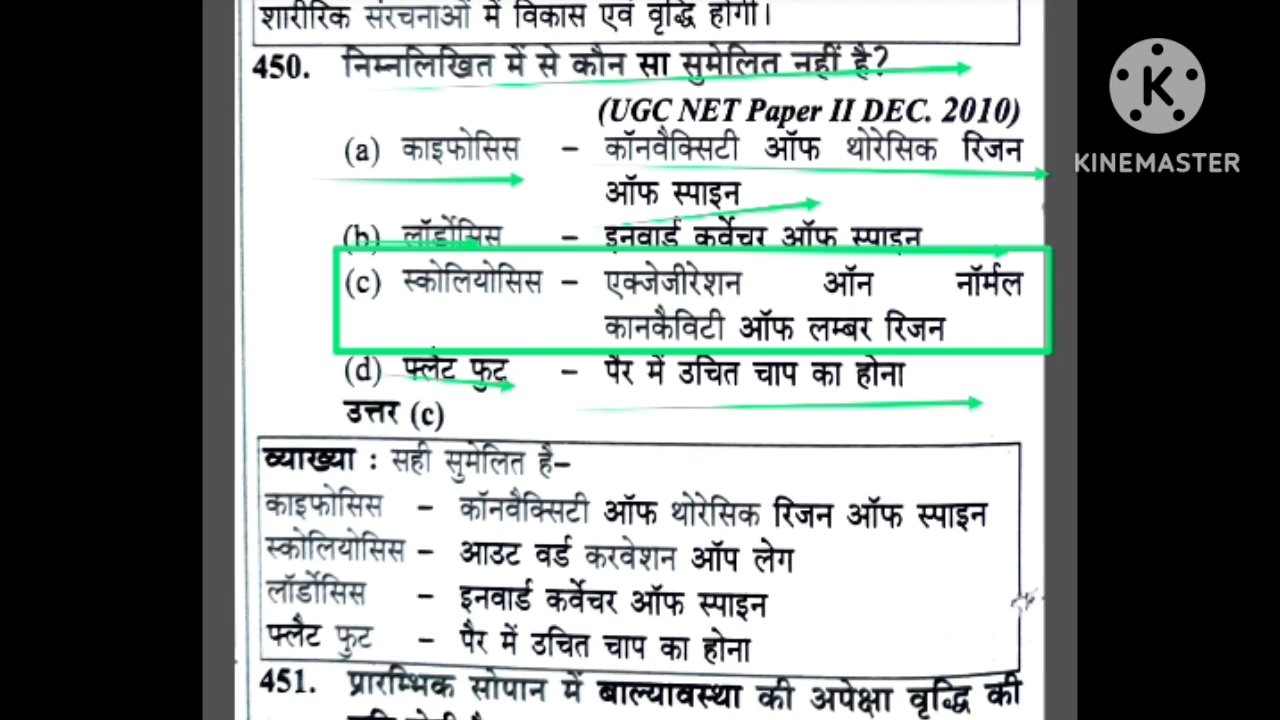 शारीरिक संरचनाओं में विकास एवं वृद्धि होगी।
450. निम्नलिखित में से कौन सा सुमेलित नहीं है?
(UGC NET Paper II DEC. 2010)
(a) काइफोसिस – कॉनवैक्सिटी ऑफ थोरेसिक रिजन
ऑफ स्पाइन
(b) लॉर्डोसिस – इनवार्ड कर्वेचर ऑफ स्पाइन
(c) स्कोलियोसिस – एक्जेजीरेशन ऑन नॉर्मल
कानकैविटी ऑफ लम्बर रिजन
(d) फ्लैट फुट – पैर में उचित चाप का होना
उत्तर (c)
व्याख्या : सही सुमेलित है–
काइफोसिस – कॉनवैक्सिटी ऑफ थोरेसिक रिजन ऑफ स्पाइन
स्कोलियोसिस – आउट वर्ड करवेशन ऑप लेग
लॉर्डोसिस – इनवार्ड कर्वेचर ऑफ स्पाइन
फ्लैट फुट – पैर में उचित चाप का होना
451. प्रारम्भिक सोपान में बाल्यावस्था की अपेक्षा वृद्धि की
K
KINEMASTER